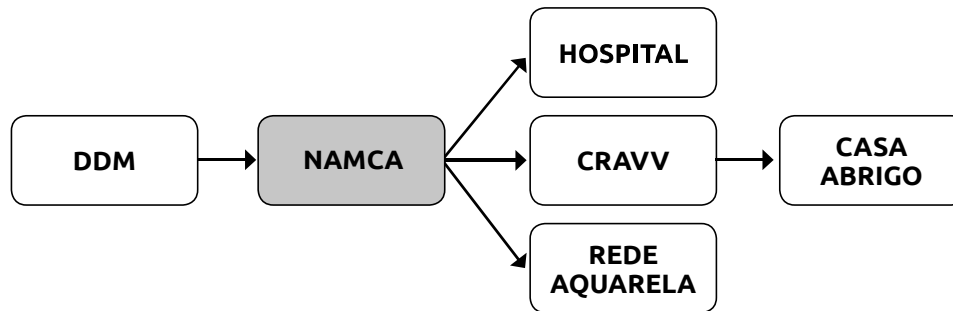 HOSPITAL
DDM
NAMCA
CRAVV
CASA
ABRIGO
REDE
AQUARELA